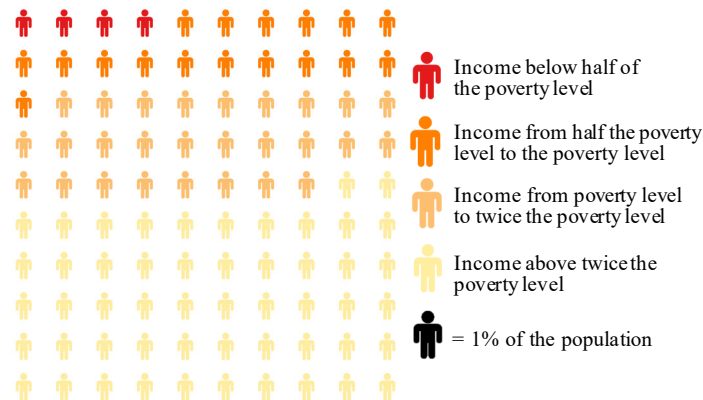 Income below half of
the poverty level
Income from half the poverty
level to the poverty level
Income from poverty level
to twice the poverty level
Income above twice the
poverty level
= 1% of the population